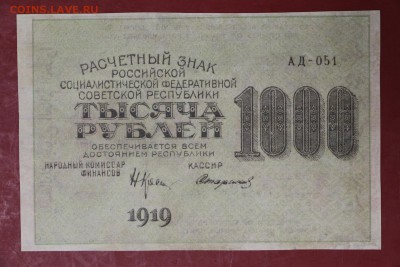 COINS.LAVE.RU
РАСЧЕТНЫЙ ЗНАК
РОССИЙСКОЙ
СОЦИАЛИСТИЧЕСКОЙ ФЕДЕРАТИВНОЙ
СОВЕТСКОЙ РЕСПУБЛИКИ
ТЫСЯЧА
РУБЛЕЙ
ОБЕСПЕЧИВАЕТСЯ ВСЕМ
ДОСТОЯНИЕМ РЕСПУБЛИКИ
НАРОДНЫЙ КОМИССАР
ФИНАНСОВ
КАССИР
1919
АД-051
1000